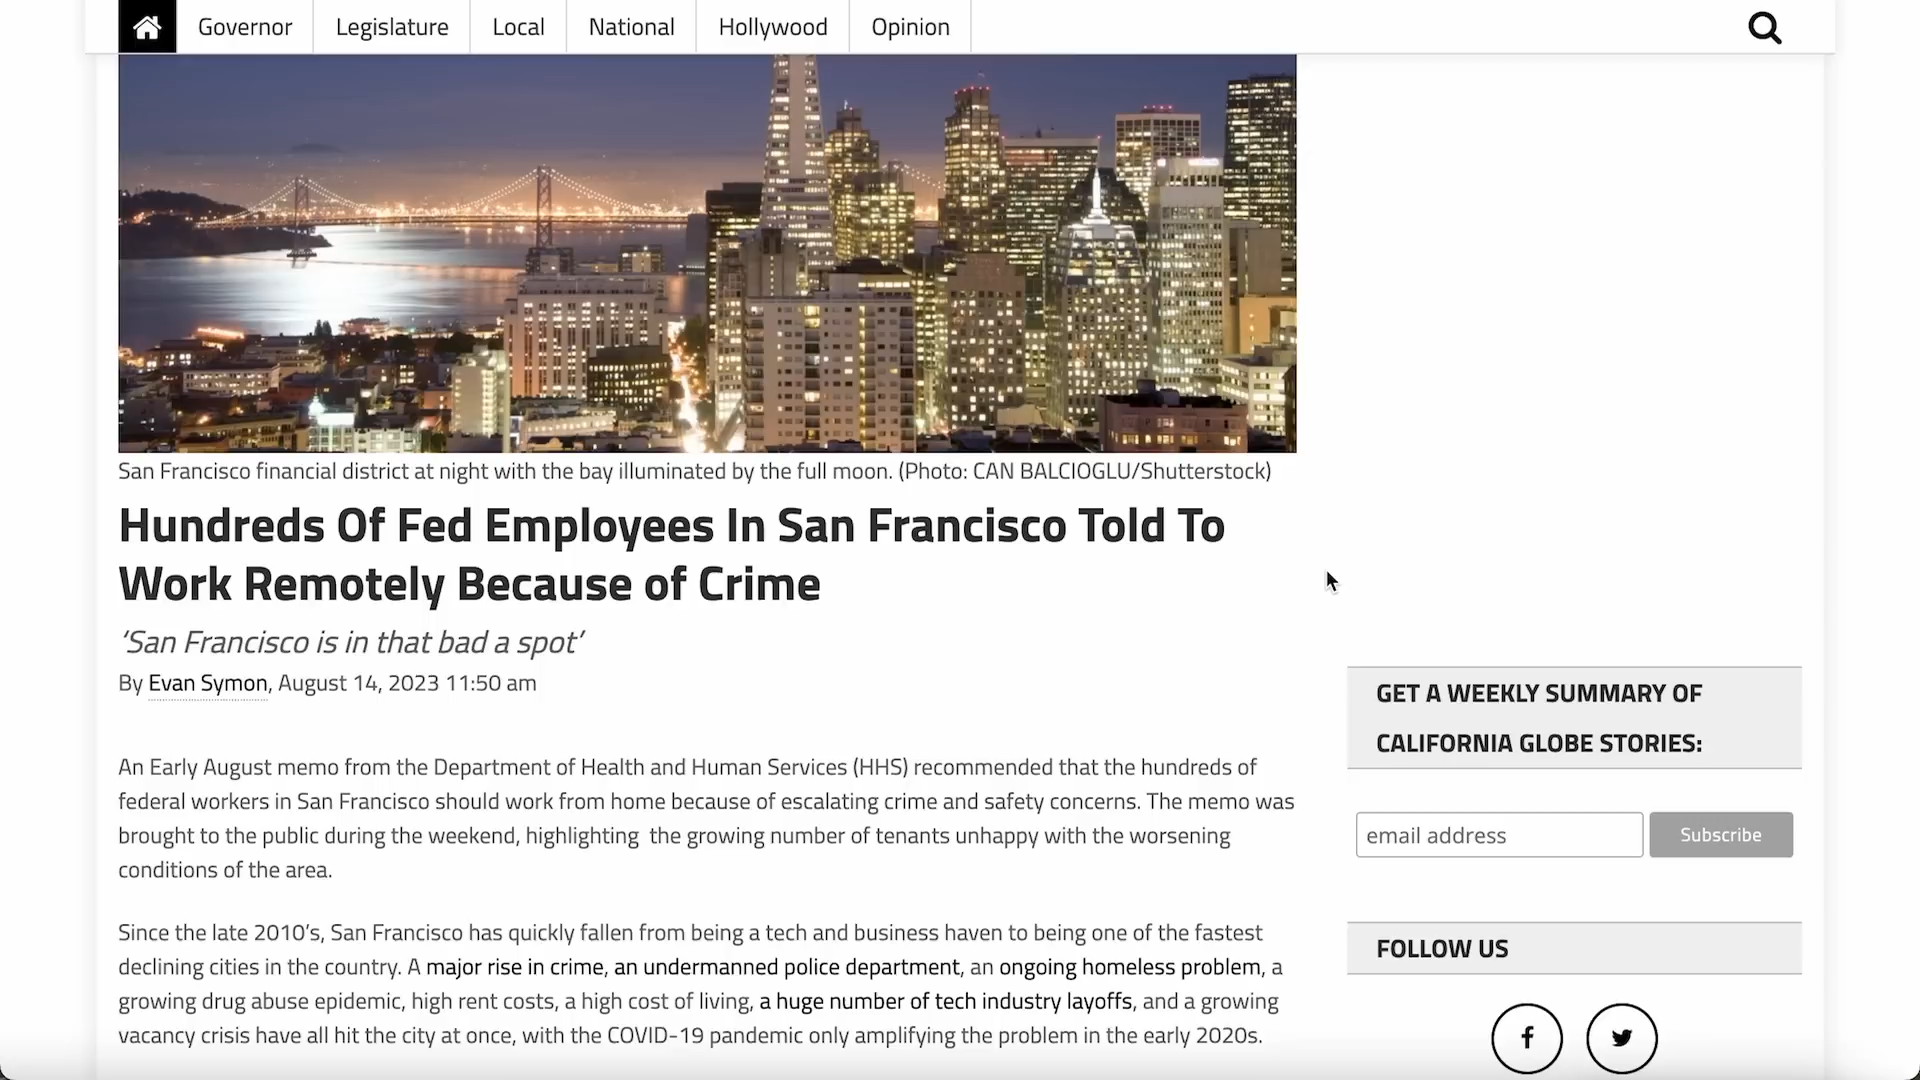 Governor Legislature Local National Hollywood Opinion
San Francisco financial district at night with the bay illuminated by the full moon. (Photo: CAN BALCIOGLU/Shutterstock)
Hundreds Of Fed Employees In San Francisco Told To
Work Remotely Because of Crime
‘San Francisco is in that bad a spot’
By Evan Symon, August 14, 2023 11:50 am
An Early August memo from the Department of Health and Human Services (HHS) recommended that the hundreds of
federal workers in San Francisco should work from home because of escalating crime and safety concerns. The memo was
brought to the public during the weekend, highlighting the growing number of tenants unhappy with the worsening
conditions of the area.
Since the late 2010’s, San Francisco has quickly fallen from being a tech and business haven to being one of the fastest
declining cities in the country. A major rise in crime, an undermanned police department, an ongoing homeless problem, a
growing drug abuse epidemic, high rent costs, a high cost of living, a huge number of tech industry layoffs, and a growing
vacancy crisis have all hit the city at once, with the COVID-19 pandemic only amplifying the problem in the early 2020s.
GET A WEEKLY SUMMARY OF
CALIFORNIA GLOBE STORIES:
email address Subscribe
FOLLOW US